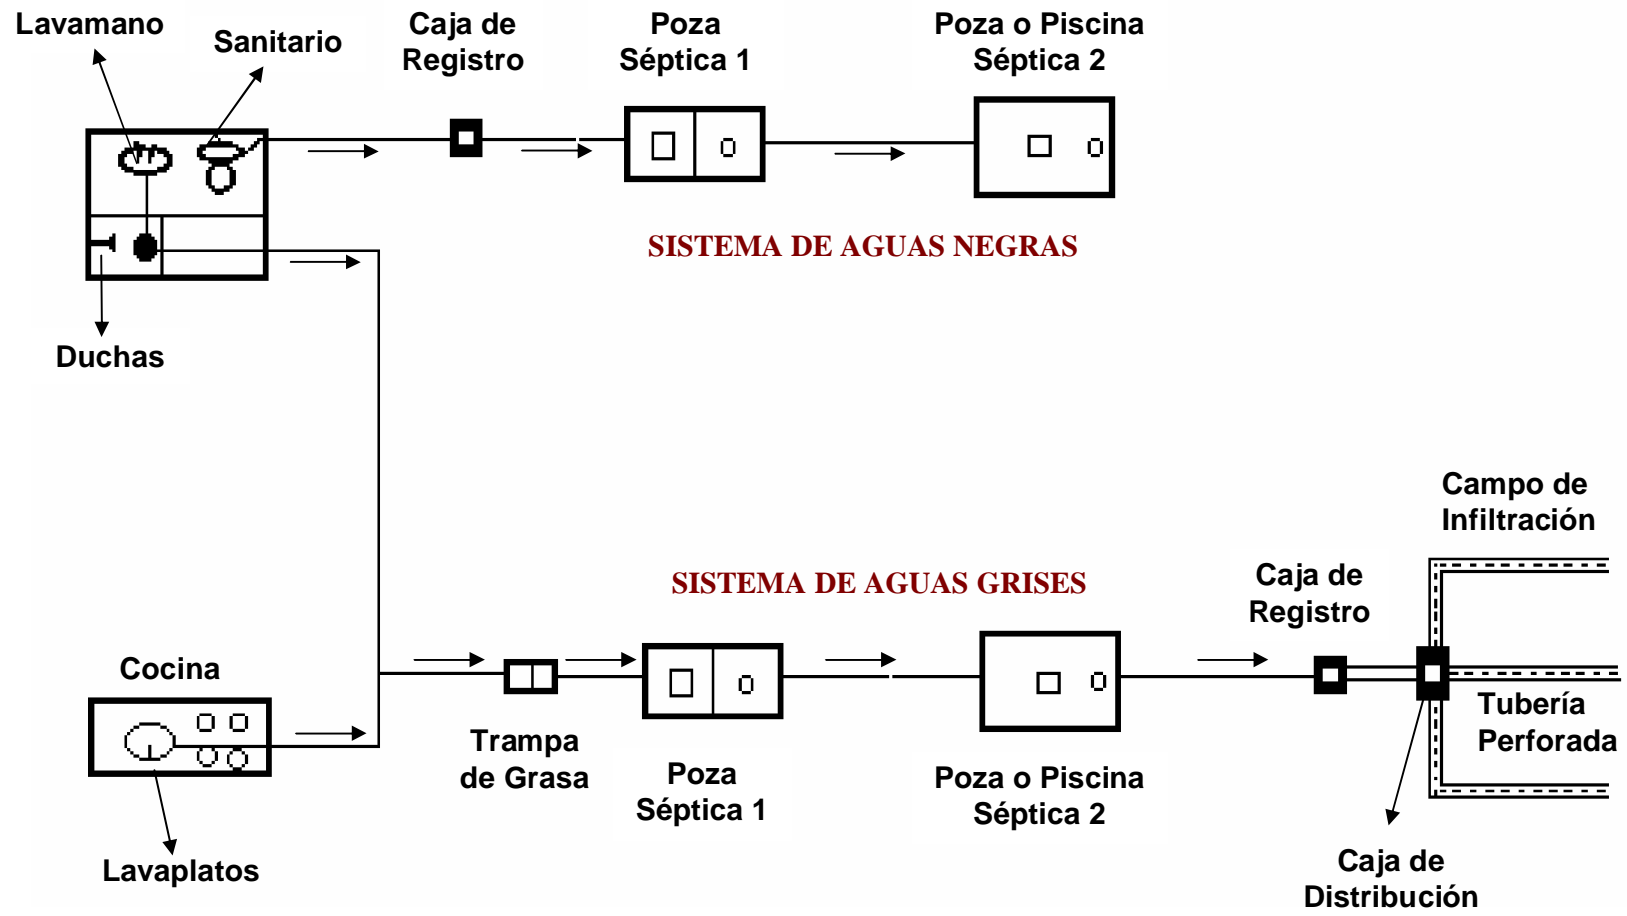 Lavamano
Sanitario
Caja de
Registro
Poza
Séptica 1
Poza o Piscina
Séptica 2
SISTEMA DE AGUAS NEGRAS
Duchas
Campo de
Infiltración
SISTEMA DE AGUAS GRISES
Caja de
Registro
Cocina
Tubería
Perforada
Trampa
de Grasa
Poza
Séptica 1
Poza o Piscina
Séptica 2
Lavaplatos
Caja de
Distribución